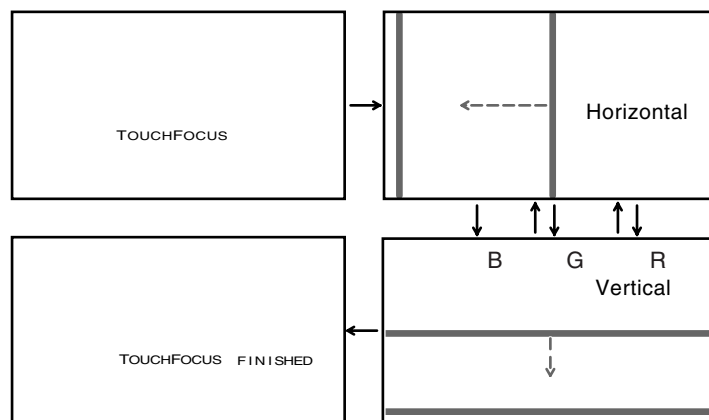 TOUCHFOCUS
Horizontal
B G R
Vertical
TOUCHFOCUS FINISHED